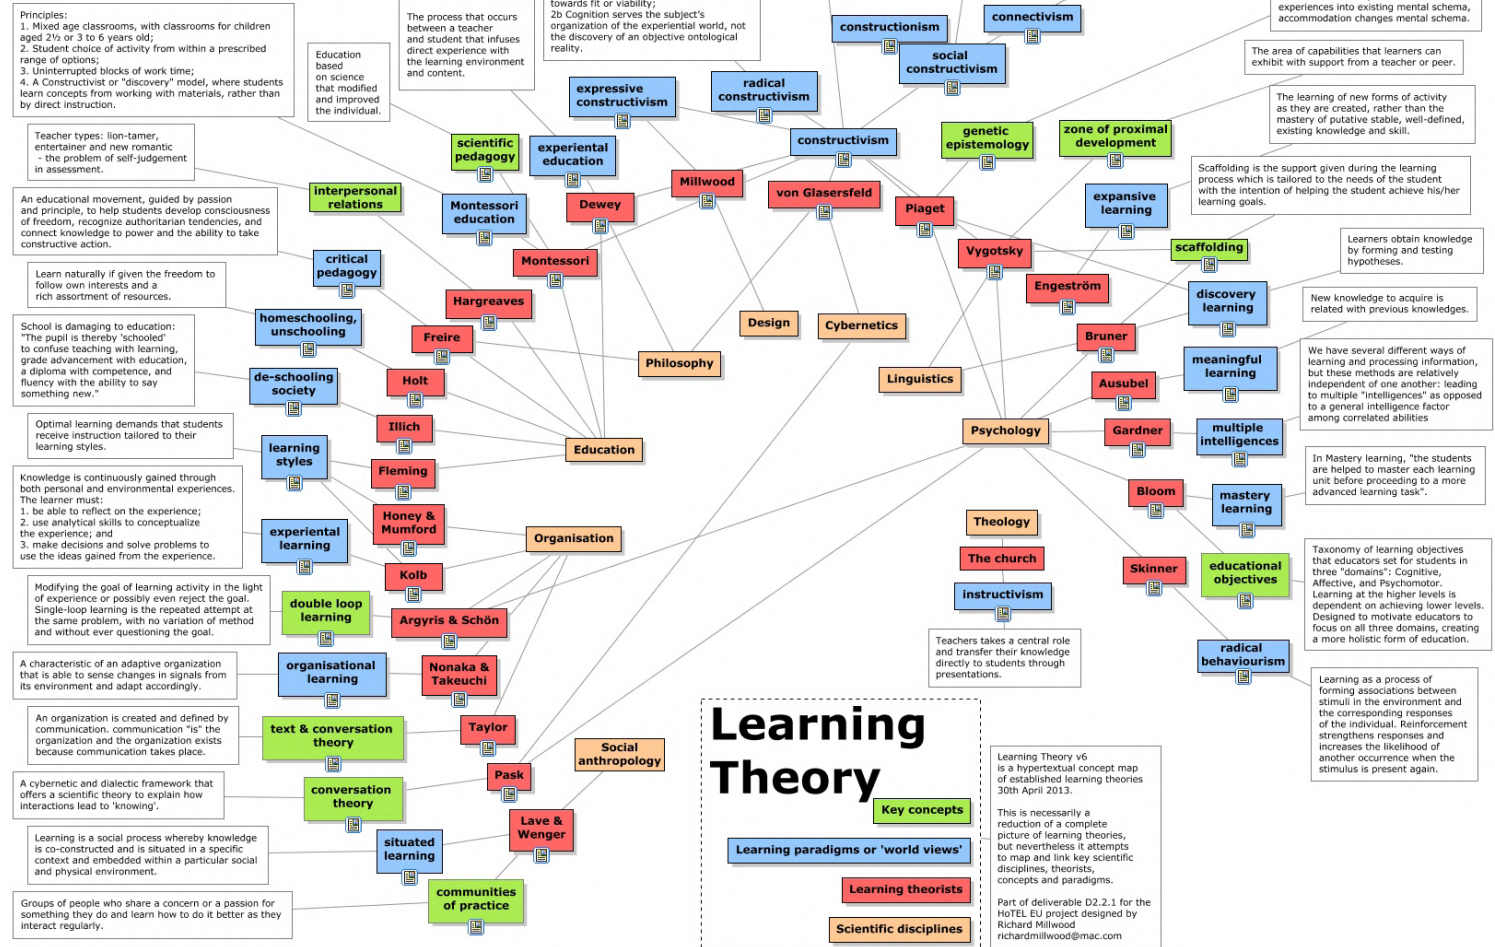 Principles:
1. Mixed age classrooms, with classrooms for children
aged 2½ or 3 to 6 years old;
2. Student choice of activity from within a prescribed
range of options;
3. Uninterrupted blocks of work time;
4. A Constructivist or "discovery" model, where students
learn concepts from working with materials, rather than
by direct instruction.
Education
based
on science
that modified
and improved
the individual.
The process that occurs
between a teacher
and student that infuses
direct experience with
the learning environment
and content.
towards fit or viability;
2b Cognition serves the subject's
organization of the experiential world, not
the discovery of an objective ontological
reality.
constructionism
connectivism
social
constructivism
experiences into existing mental schema,
accommodation changes mental schema.
The area of capabilities that learners can
exhibit with support from a teacher or peer.
The learning of new forms of activity
as they are created, rather than the
mastery of putative stable, well-defined,
existing knowledge and skill.
expressive
constructivism
radical
constructivism
constructivism
genetic
epistemology
zone of proximal
development
Teacher types: lion-tamer,
entertainer and new romantic
- the problem of self-judgement
in assessment.
scientific
pedagogy
experiental
education
Scaffolding is the support given during the learning
process which is tailored to the needs of the student
with the intention of helping the student achieve his/her
learning goals.
interpersonal
relations
Montessori
education
Dewey
Millwood
von Glasersfeld
Piaget
expansive
learning
An educational movement, guided by passion
and principle, to help students develop consciousness
of freedom, recognize authoritarian tendencies, and
connect knowledge to power and the ability to take
constructive action.
Vygotsky
scaffolding
Learners obtain knowledge
by forming and testing
hypotheses.
critical
pedagogy
Montessori
Engeström
discovery
learning
Learn naturally if given the freedom to
follow own interests and a
rich assortment of resources.
Hargreaves
New knowledge to acquire is
related with previous knowledges.
homeschooling,
unschooling
Freire
Design
Cybernetics
Bruner
School is damaging to education:
"The pupil is thereby 'schooled'
to confuse teaching with learning,
grade advancement with education,
a diploma with competence, and
fluency with the ability to say
something new."
Philosophy
Linguistics
meaningful
learning
We have several different ways of
learning and processing information,
but these methods are relatively
independent of one another: leading
to multiple "intelligences" as opposed
to a general intelligence factor
among correlated abilities
de-schooling
society
Holt
Ausubel
Optimal learning demands that students
receive instruction tailored to their
learning styles.
Illich
Education
Psychology
Gardner
multiple
intelligences
learning
styles
Fleming
In Mastery learning, "the students
are helped to master each learning
unit before proceeding to a more
advanced learning task".
Knowledge is continuously gained through
both personal and environmental experiences.
The learner must:
1. be able to reflect on the experience;
2. use analytical skills to conceptualize
the experience; and
3. make decisions and solve problems to
use the ideas gained from the experience.
Bloom
mastery
learning
experiential
learning
Honey &
Mumford
Organisation
Theology
The church
instructivism
Teachers takes a central role
and transfer their knowledge
directly to students through
presentations.
Kolb
Skinner
educational
objectives
Taxonomy of learning objectives
that educators set for students in
three "domains": Cognitive,
Affective, and Psychomotor.
Learning at the higher levels is
dependent on achieving lower levels.
Designed to motivate educators to
focus on all three domains, creating
a more holistic form of education.
Modifying the goal of learning activity in the light
of experience or possibly even reject the goal.
Single-loop learning is the repeated attempt at
the same problem, with no variation of method
and without ever questioning the goal.
double loop
learning
Argyris & Schön
radical
behaviourism
A characteristic of an adaptive organization
that is able to sense changes in signals from
its environment and adapt accordingly.
organisational
learning
Nonaka &
Takeuchi
Learning as a process of
forming associations between
stimuli in the environment and
the corresponding responses
of the individual. Reinforcement
strengthens responses and
increases the likelihood of
another occurrence when the
stimulus is present again.
An organization is created and defined by
communication. communication "is" the
organization and the organization exists
because communication takes place.
text & conversation
theory
Taylor
Social
anthropology
A cybernetic and dialectic framework that
offers a scientific theory to explain how
interactions lead to 'knowing'.
conversation
theory
Pask
Learning is a social process whereby knowledge
is co-constructed and is situated in a specific
context and embedded within a particular social
and physical environment.
situated
learning
Lave &
Wenger
Groups of people who share a concern or a passion for
something they do and learn how to do it better as they
interact regularly.
communities
of practice
Learning
Theory
Key concepts
Learning paradigms or 'world views'
Learning theorists
Scientific disciplines
Learning Theory v6
is a hypertextual concept map
of established learning theories
30th April 2013.
This is necessarily a
reduction of a complete
picture of learning theories,
but nevertheless it attempts
to map and link key scientific
disciplines, theorists,
concepts and paradigms.
Part of deliverable D2.2.1 for the
HoTEL EU project designed by
Richard Millwood
richardmillwood@mac.com